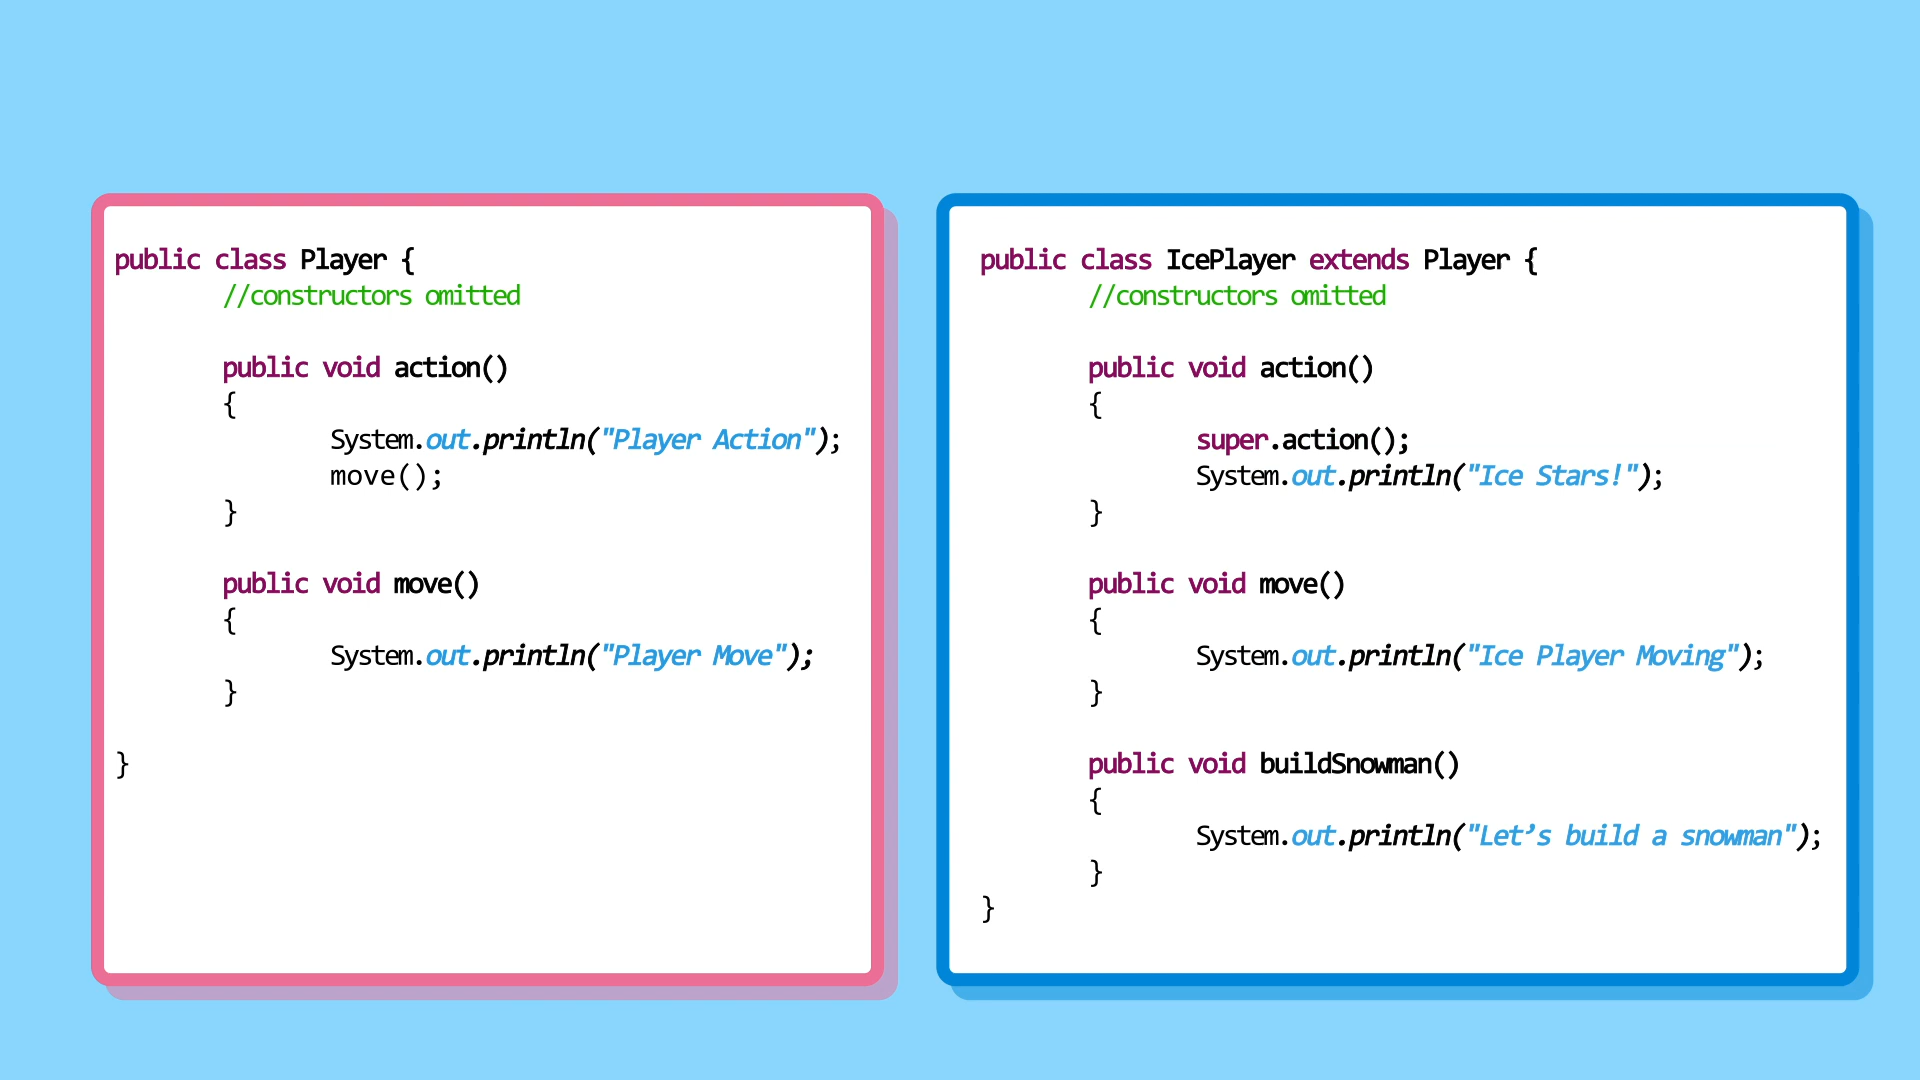 public class Player {
//constructors omitted
public void action()
{
System.out.println("Player Action");
move();
}
public void move()
{
System.out.println("Player Move");
}
}
public class IcePlayer extends Player {
//constructors omitted
public void action()
{
super.action();
System.out.println("Ice Stars!");
}
public void move()
{
System.out.println("Ice Player Moving");
}
public void buildSnowman()
{
System.out.println("Let’s build a snowman");
}
}